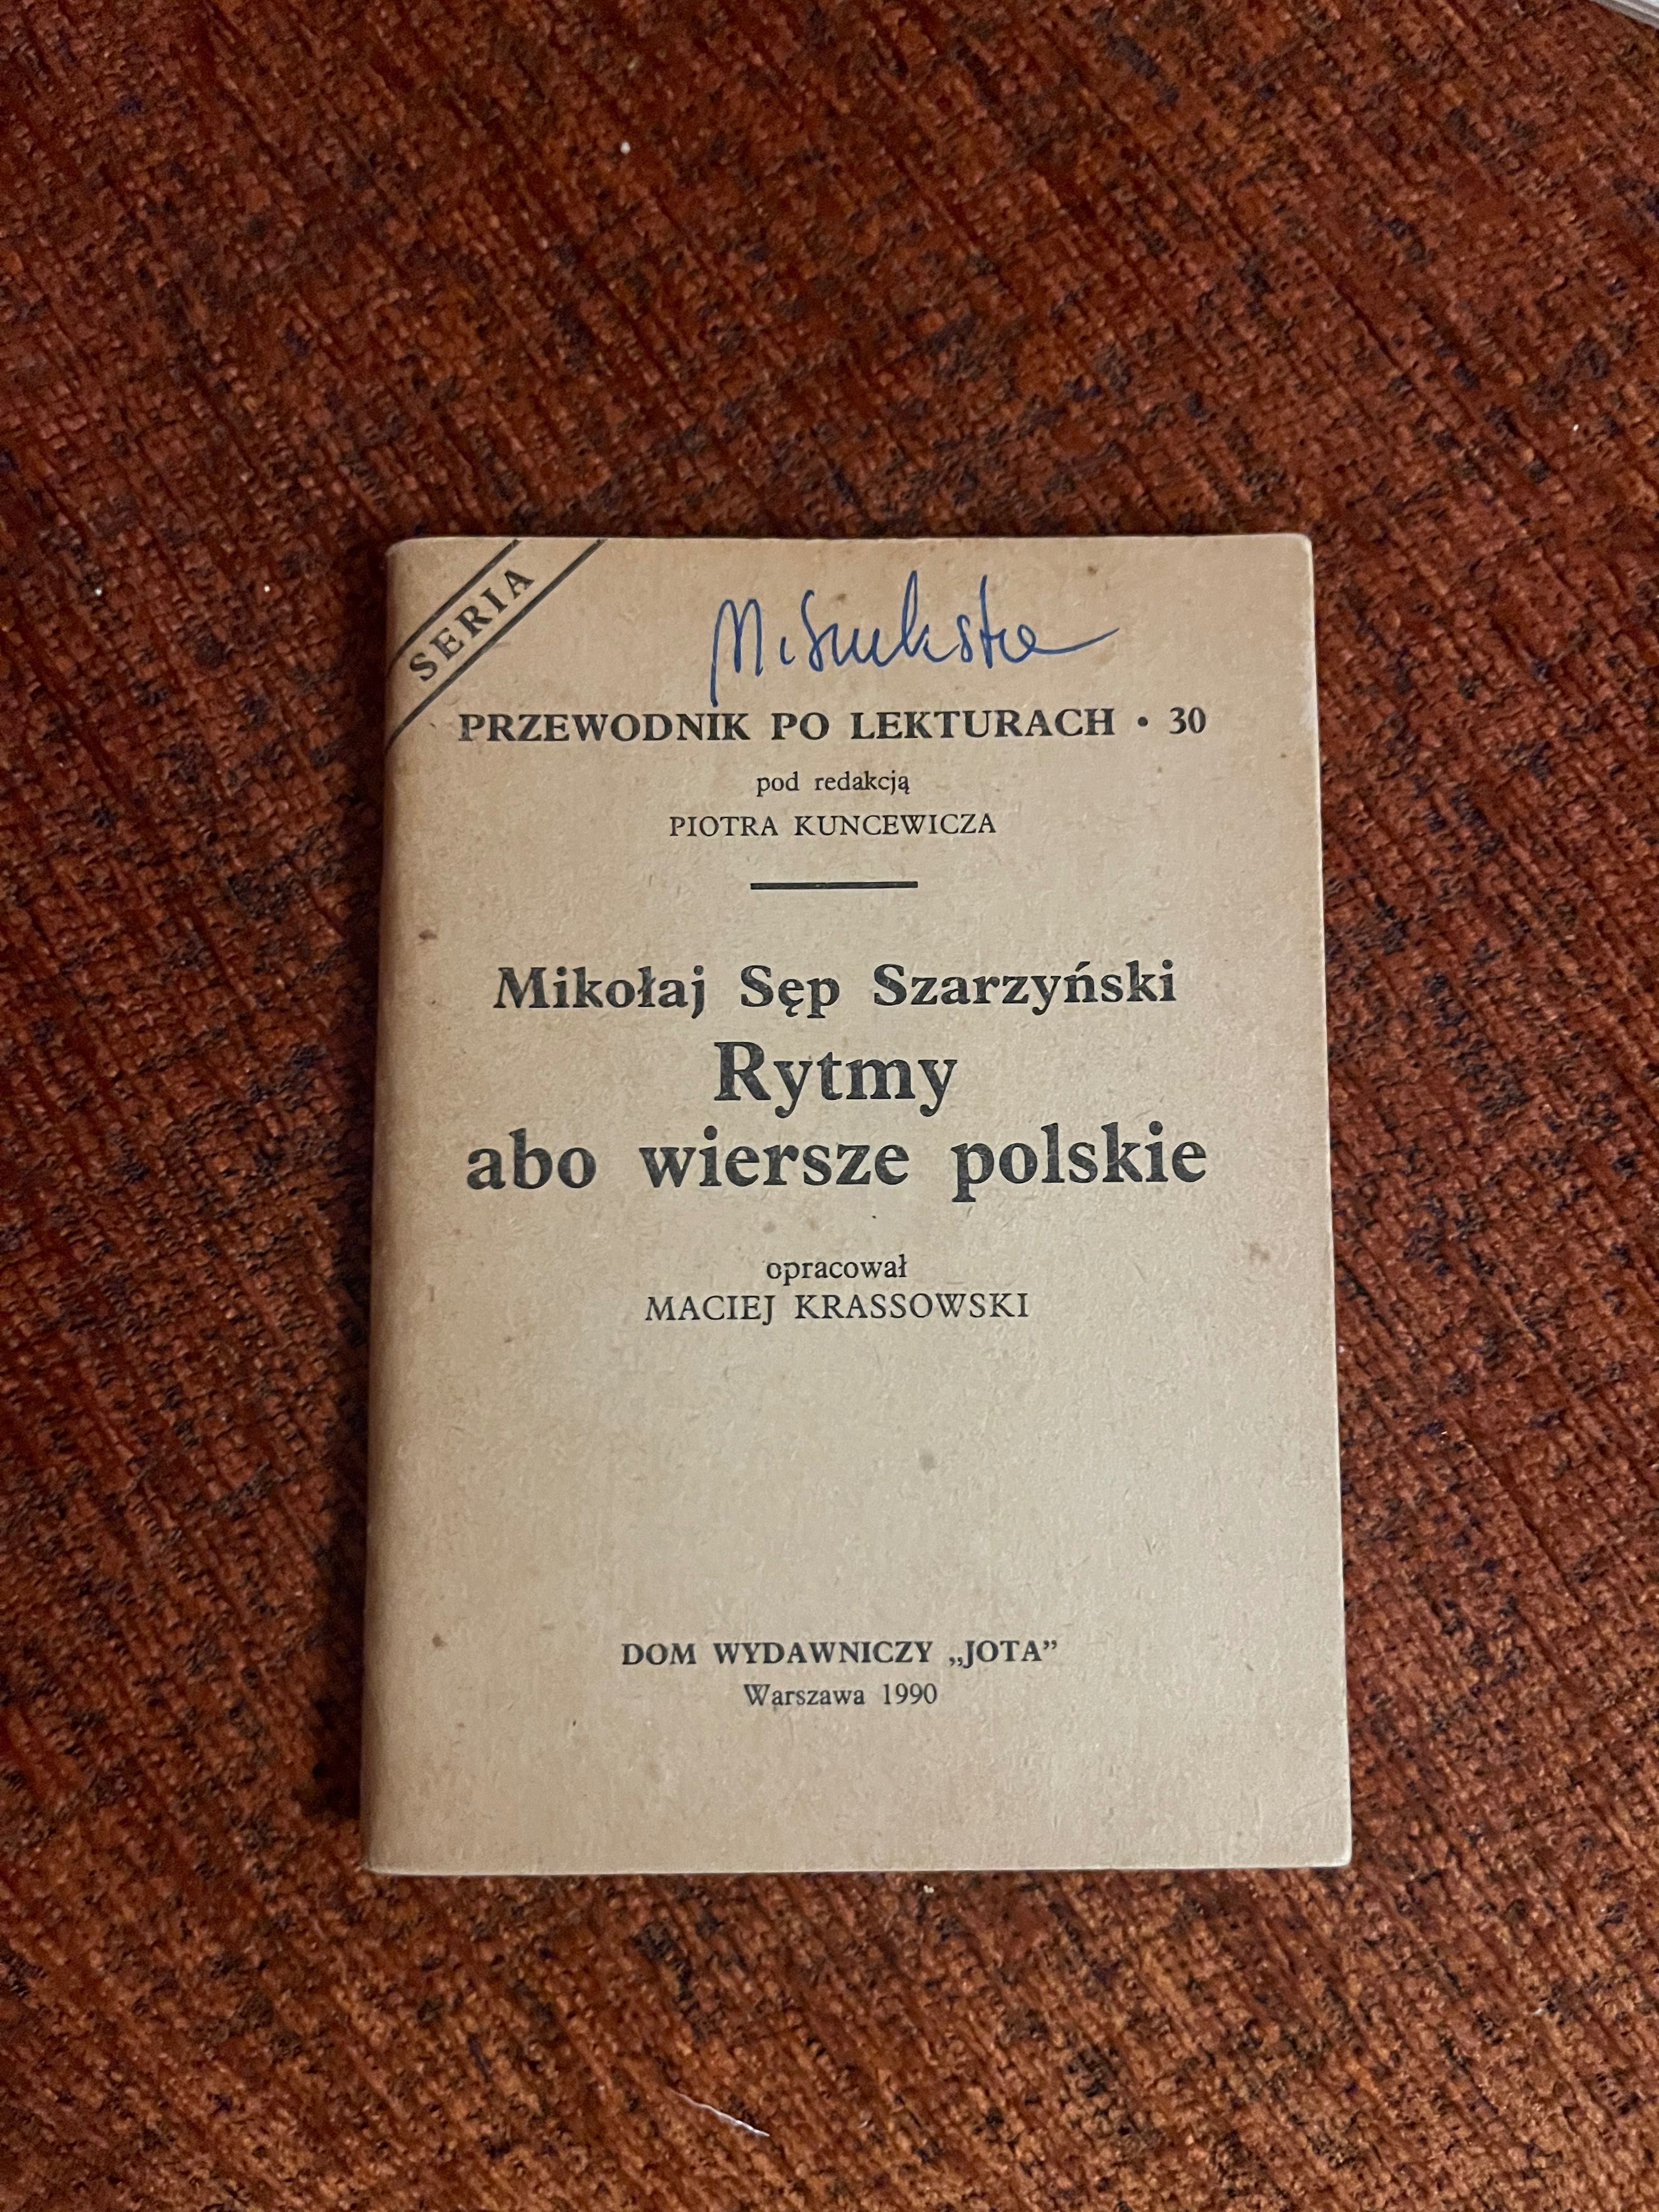 SERIA
PRZEWODNIK PO LEKTURACH • 30
pod redakcją
PIOTRA KUNCEWICZA
Mikołaj Sęp Szarzyński
Rytmy
abo wiersze polskie
opracował
MACIEJ KRASSOWSKI
DOM WYDAWNICZY „JOTA”
Warszawa 1990